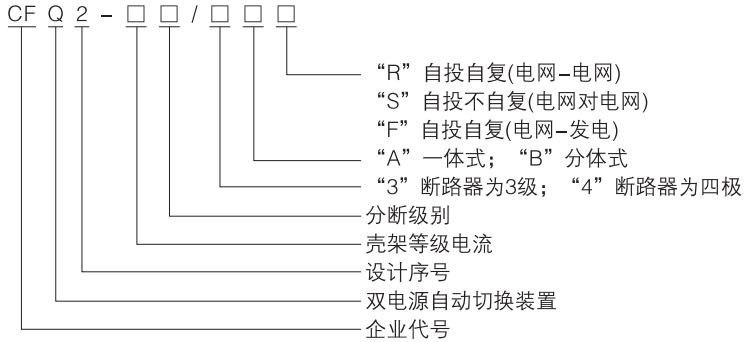 CF Q 2 - □ □ / □ □ □
“R”自投自复(电网-电网)
“S”自投不自复(电网对电网)
“F”自投自复(电网-发电)
“A”一体式；“B”分体式
“3”断路器为3级；“4”断路器为四极
分断级别
壳架等级电流
设计序号
双电源自动切换装置
企业代号